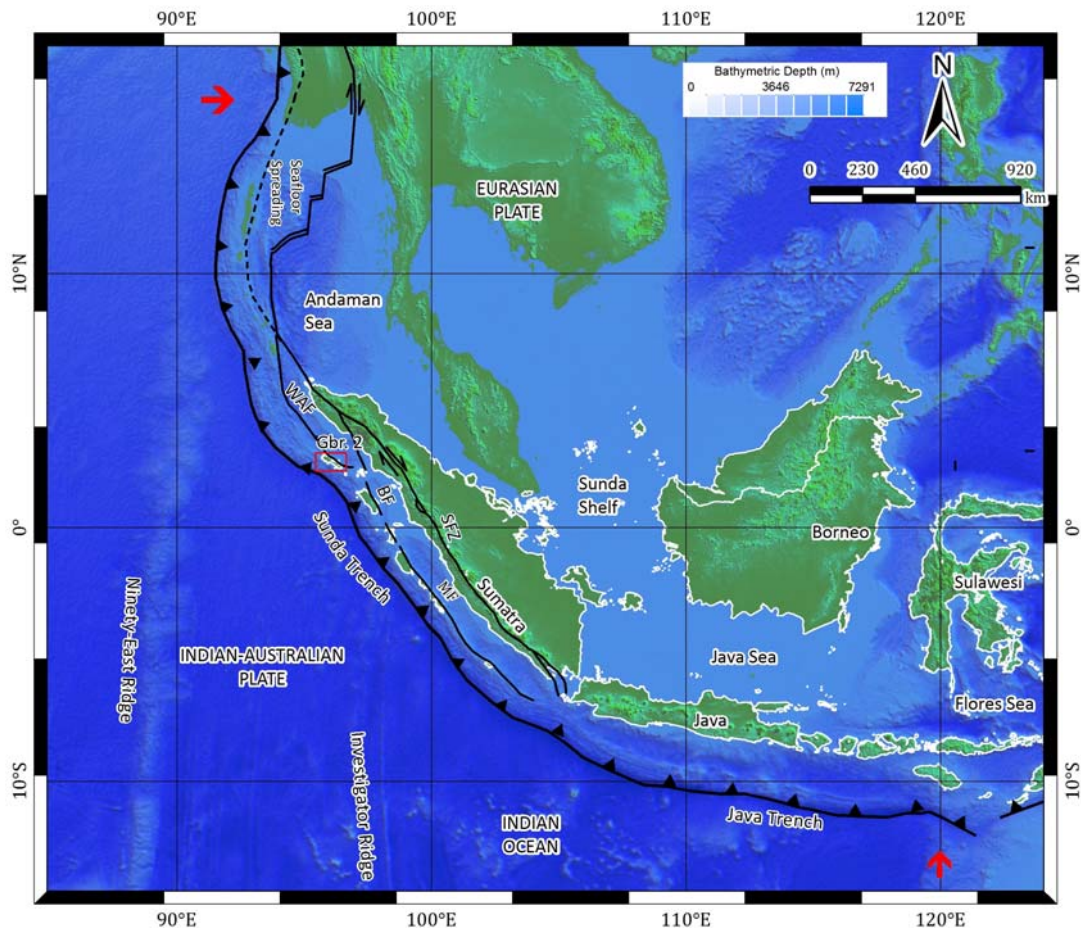 90°E
100°E
110°E
120°E
Bathymetric Depth (m)
0 3646 7291
N
0 230 460 920
km
Seafloor
Spreading
EURASIAN
PLATE
10°N
10°N
Andaman
Sea
WAF
Gbr. 2
BF
SFZ
Sunda
Shelf
0°
0°
Borneo
Sunda Trench
MF
Sumatra
Sulawesi
Ninety-East Ridge
INDIAN-AUSTRALIAN
PLATE
Java Sea
Flores Sea
Java
10°S
10°S
Investigator Ridge
INDIAN
OCEAN
Java Trench
90°E
100°E
110°E
120°E